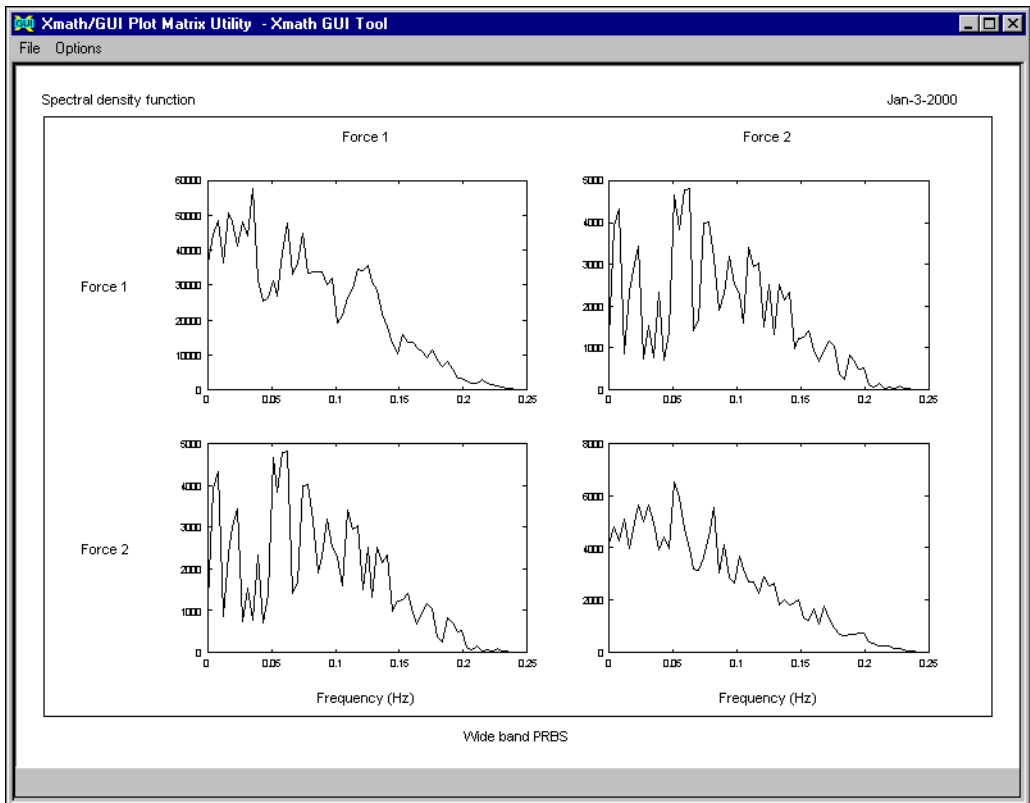 Xmath/GUI Plot Matrix Utility - Xmath GUI Tool
File Options
Spectral density function Jan-3-2000
Force 1 Force 2
Force 1
60000
50000
40000
30000
20000
10000
0
0 0.05 0.1 0.15 0.2 0.25
5000
4000
3000
2000
1000
0
0 0.05 0.1 0.15 0.2 0.25
Force 2
5000
4000
3000
2000
1000
0
0 0.05 0.1 0.15 0.2 0.25
8000
6000
4000
2000
0
0 0.05 0.1 0.15 0.2 0.25
Frequency (Hz) Frequency (Hz)
Wide band PRBS